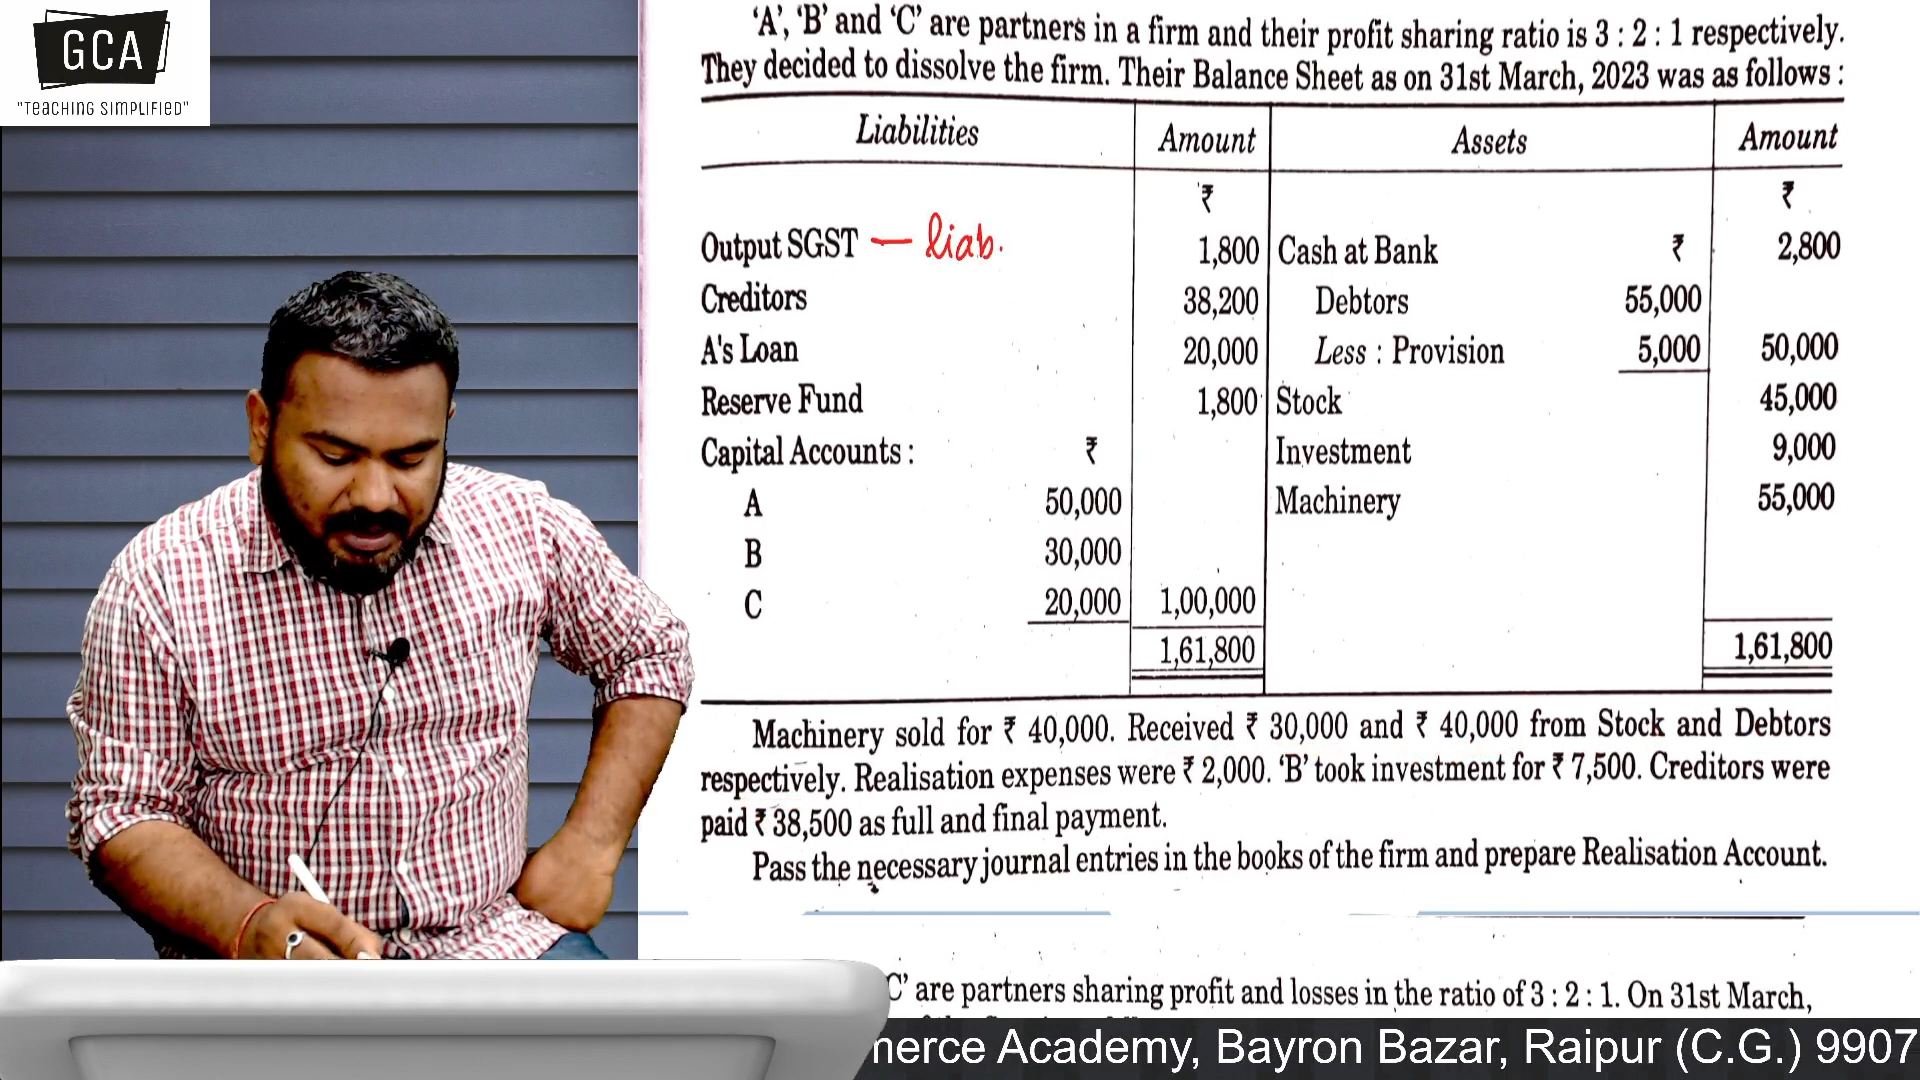 GCA
"TEACHING SIMPLIFIED"
‘A’, ‘B’ and ‘C’ are partners in a firm and their profit sharing ratio is 3 : 2 : 1 respectively.
They decided to dissolve the firm. Their Balance Sheet as on 31st March, 2023 was as follows :
Liabilities Amount Assets Amount
₹ ₹
Output SGST — liab. 1,800 Cash at Bank ₹ 2,800
Creditors 38,200 Debtors 55,000
A's Loan 20,000 Less : Provision 5,000 50,000
Reserve Fund 1,800 Stock 45,000
Capital Accounts : ₹ Investment 9,000
A 50,000 Machinery 55,000
B 30,000
C 20,000 1,00,000
1,61,800 1,61,800
Machinery sold for ₹ 40,000. Received ₹ 30,000 and ₹ 40,000 from Stock and Debtors
respectively. Realisation expenses were ₹ 2,000. ‘B’ took investment for ₹ 7,500. Creditors were
paid ₹ 38,500 as full and final payment.
Pass the necessary journal entries in the books of the firm and prepare Realisation Account.
C’ are partners sharing profit and losses in the ratio of 3 : 2 : 1. On 31st March,
merce Academy, Bayron Bazar, Raipur (C.G.) 9907